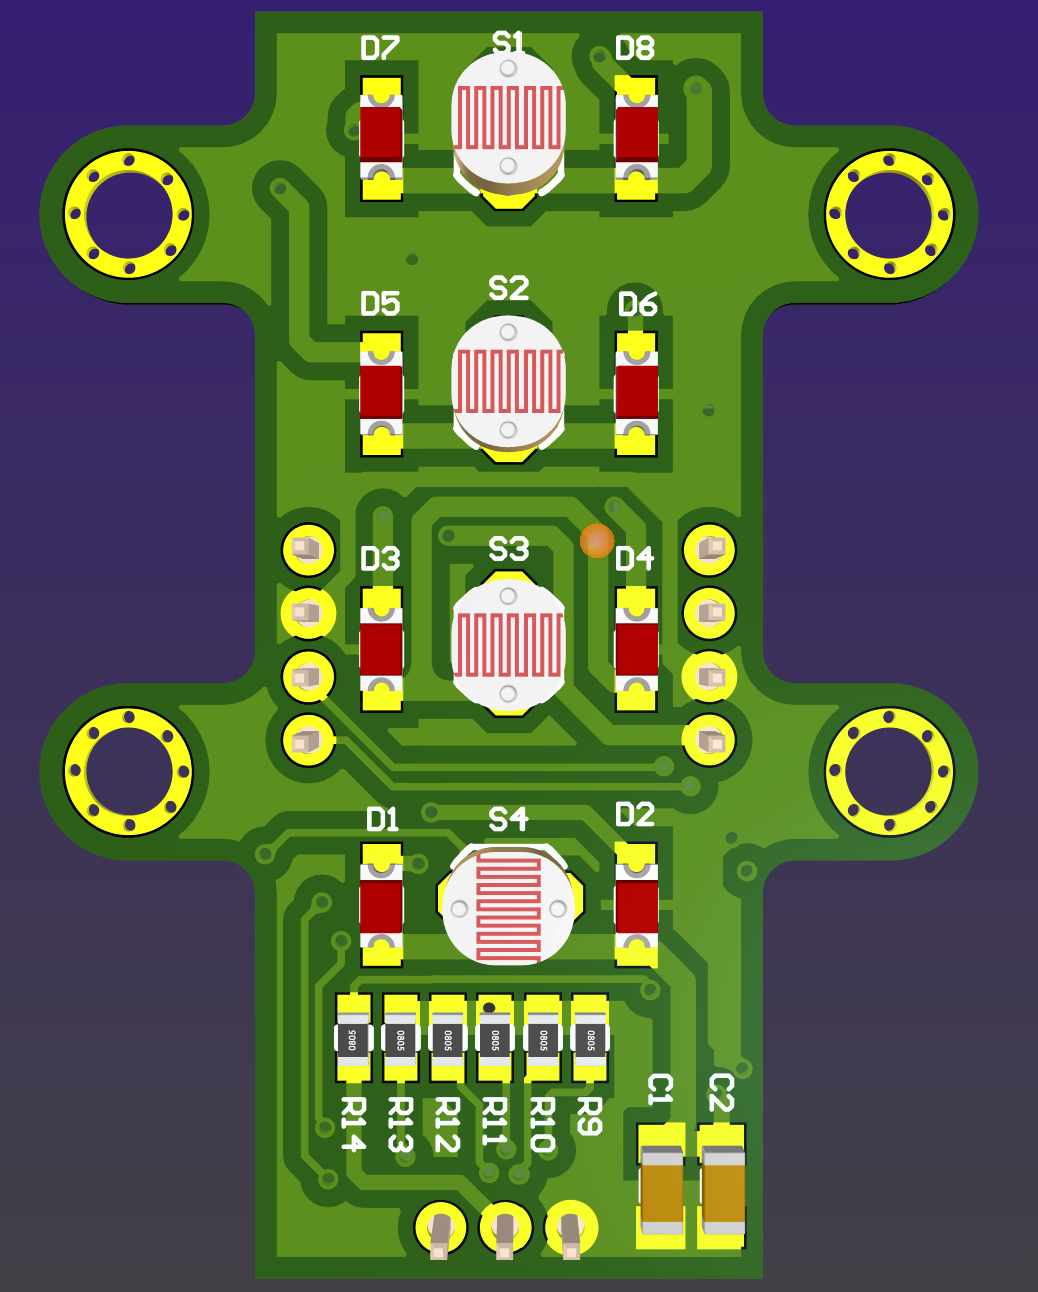 D7 S1 D8
D5 S2 D6
D3 S3 D4
D1 S4 D2
0805 0805 0805 0805 0805 0805
R14 R13 R12 R11 R10 R9 C1 C2